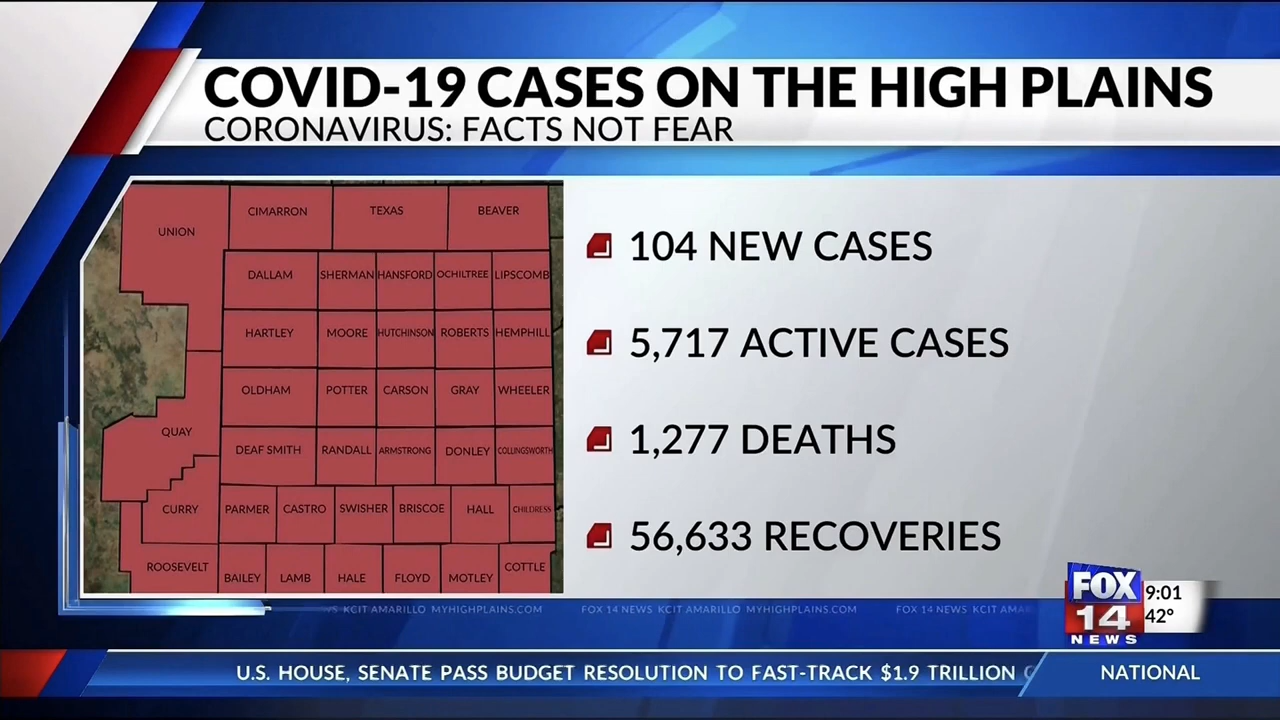 COVID-19 CASES ON THE HIGH PLAINS
CORONAVIRUS: FACTS NOT FEAR
UNION
CIMARRON
TEXAS
BEAVER
DALLAM
SHERMAN
HANSFORD
OCHILTREE
LIPSCOMB
HARTLEY
MOORE
HUTCHINSON
ROBERTS
HEMPHILL
OLDHAM
POTTER
CARSON
GRAY
WHEELER
QUAY
DEAF SMITH
RANDALL
ARMSTRONG
DONLEY
COLLINGSWORTH
CURRY
PARMER
CASTRO
SWISHER
BRISCOE
HALL
CHILDRESS
ROOSEVELT
BAILEY
LAMB
HALE
FLOYD
MOTLEY
COTTLE
104 NEW CASES
5,717 ACTIVE CASES
1,277 DEATHS
56,633 RECOVERIES
KCIT AMARILLO MYHIGHPLAINS.COM FOX 14 NEWS KCIT AMARILLO MYHIGHPLAINS.COM FOX 14 NEWS KCIT
FOX
14
NEWS
9:01
42°
U.S. HOUSE, SENATE PASS BUDGET RESOLUTION TO FAST-TRACK $1.9 TRILLION
NATIONAL